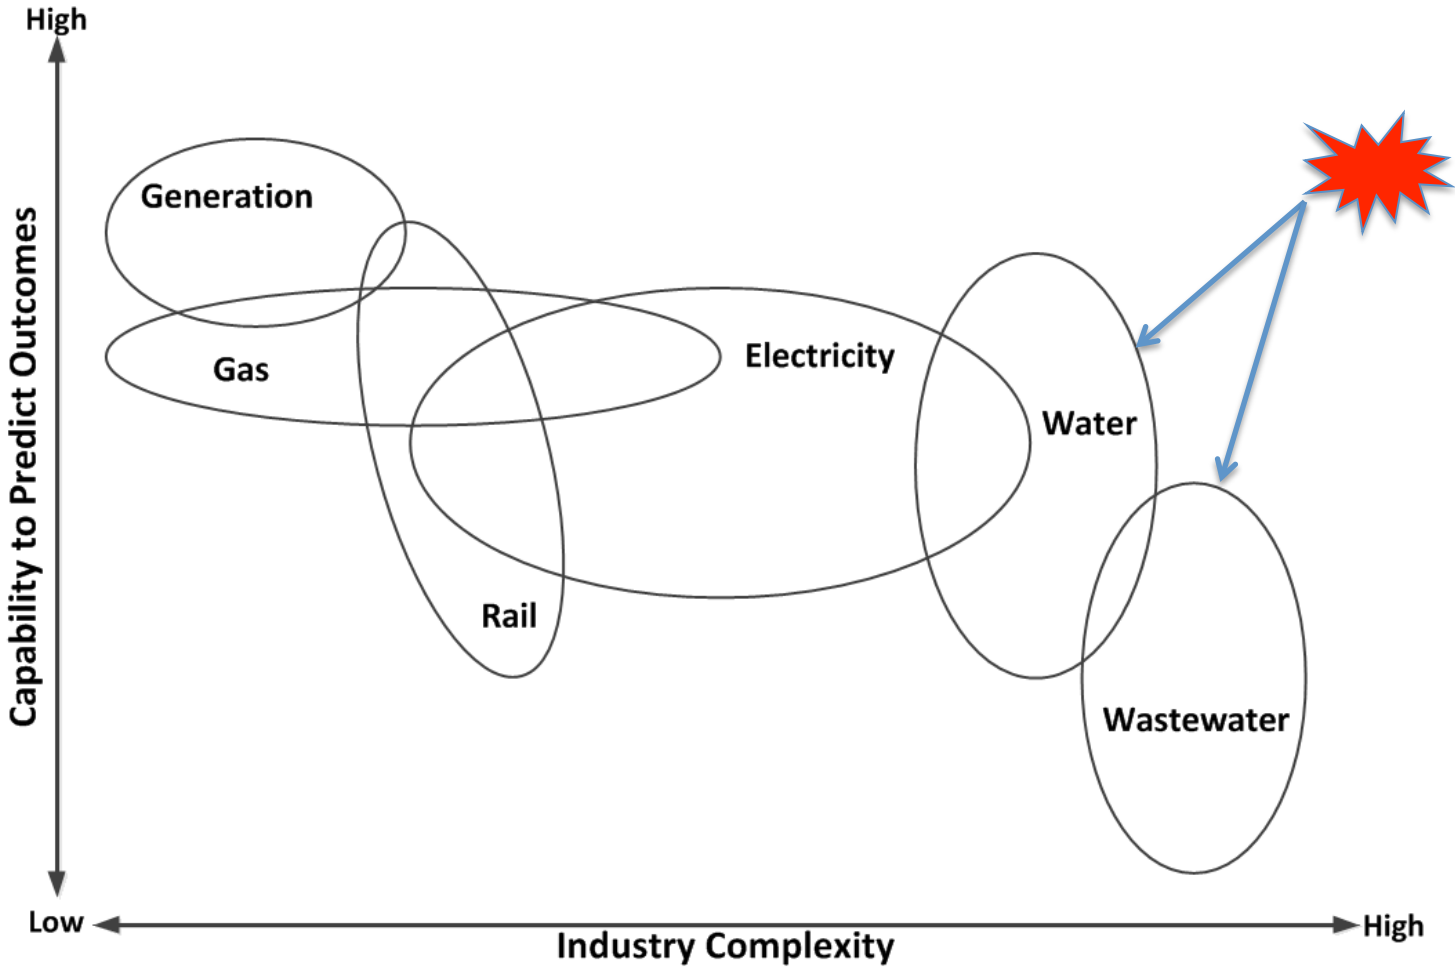 High
Capability to Predict Outcomes
Generation
Gas
Electricity
Water
Rail
Wastewater
Low
High
Industry Complexity